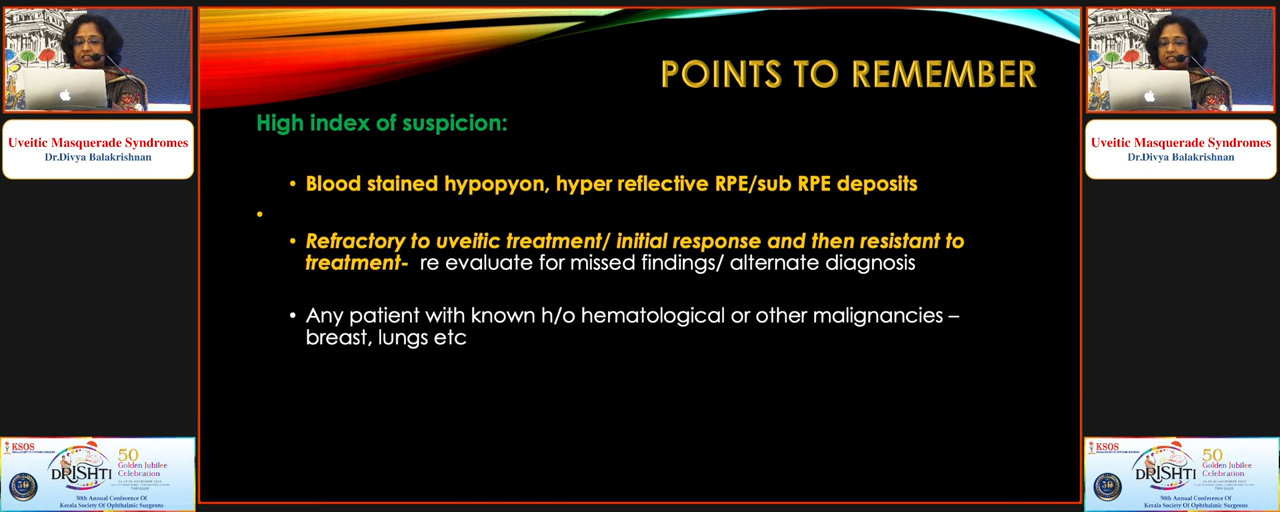 POINTS TO REMEMBER
High index of suspicion:
• Blood stained hypopyon, hyper reflective RPE/sub RPE deposits
•
• Refractory to uveitic treatment/ initial response and then resistant to
treatment- re evaluate for missed findings/ alternate diagnosis
• Any patient with known h/o hematological or other malignancies –
breast, lungs etc
Uveitic Masquerade Syndromes
Dr.Divya Balakrishnan
Uveitic Masquerade Syndromes
Dr.Divya Balakrishnan
KSOS
DRISHTI
50
Golden Jubilee
Celebration
50th Annual Conference Of
Kerala Society Of Ophthalmic Surgeons
KSOS
DRISHTI
50
Golden Jubilee
Celebration
50th Annual Conference Of
Kerala Society Of Ophthalmic Surgeons